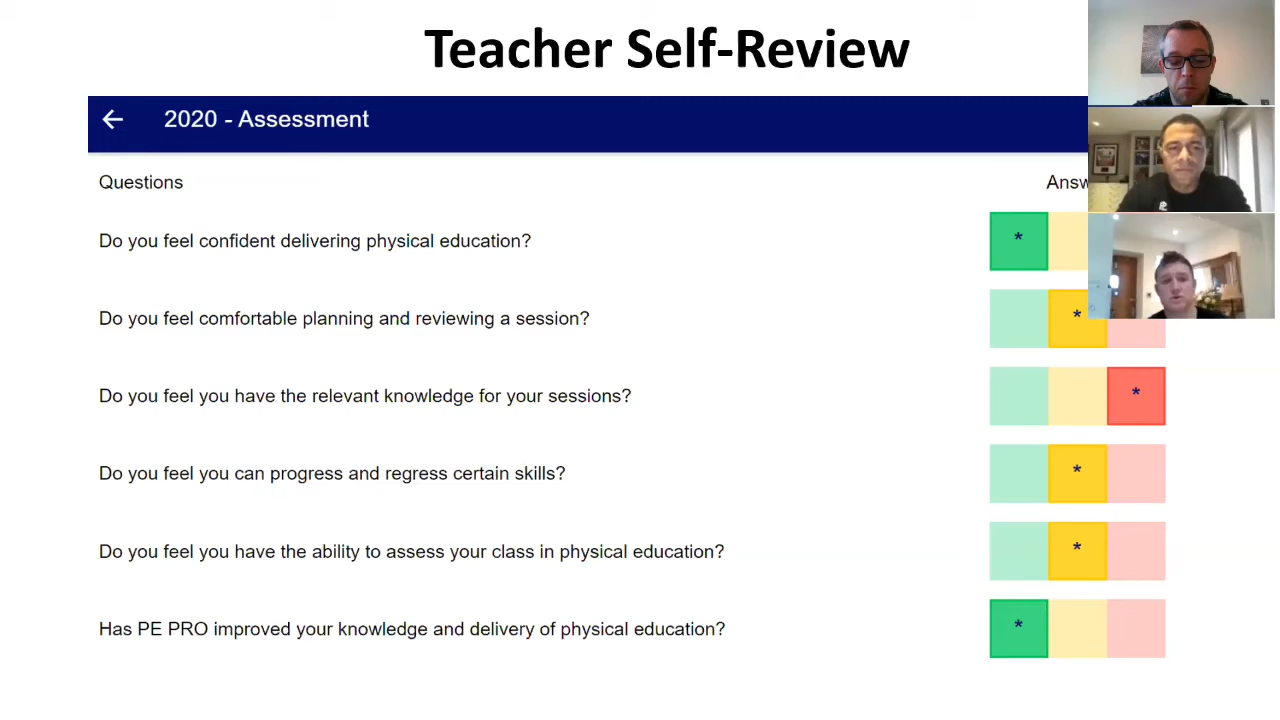 Teacher Self-Review
2020 - Assessment
Questions
Do you feel confident delivering physical education?
*
Do you feel comfortable planning and reviewing a session?
*
Do you feel you have the relevant knowledge for your sessions?
*
Do you feel you can progress and regress certain skills?
*
Do you feel you have the ability to assess your class in physical education?
*
Has PE PRO improved your knowledge and delivery of physical education?
*